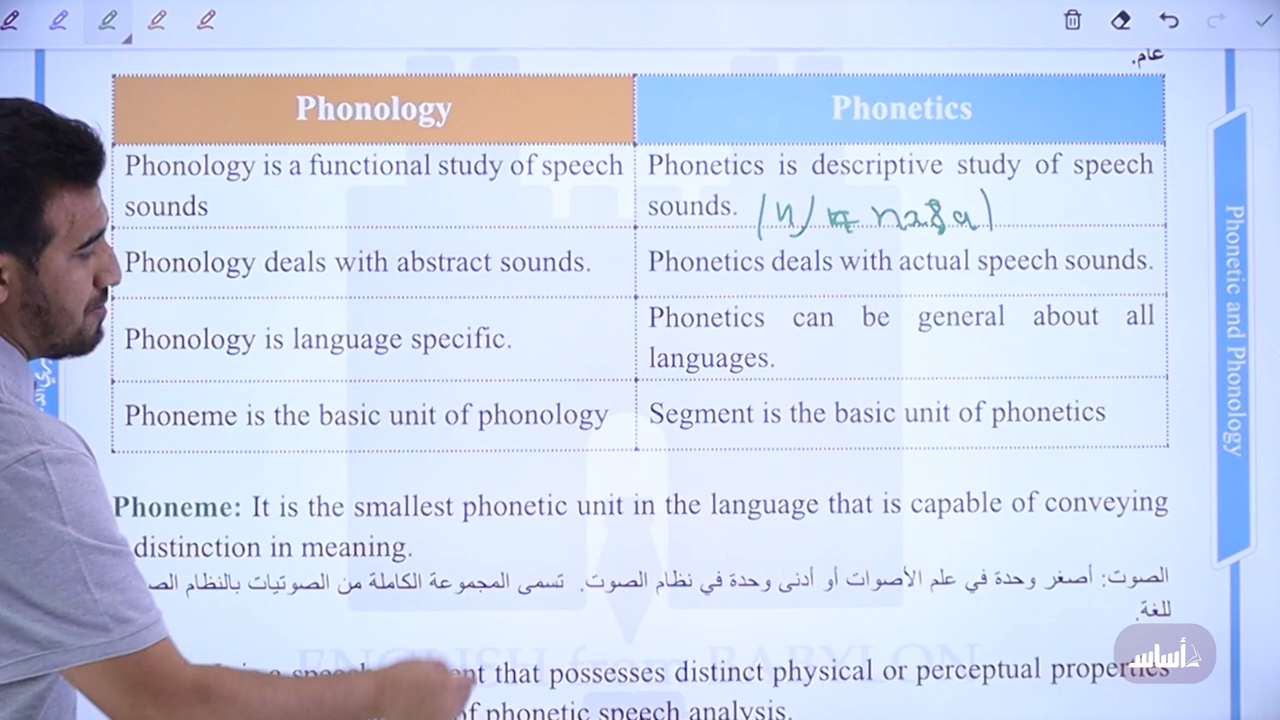 عام.
Phonology
Phonetics
Phonology is a functional study of speech
sounds
Phonetics is descriptive study of speech
sounds.
/n/
Phonology deals with abstract sounds.
Phonetics deals with actual speech sounds.
Phonology is language specific.
Phonetics can be general about all
languages.
Phoneme is the basic unit of phonology
Segment is the basic unit of phonetics
Phoneme: It is the smallest phonetic unit in the language that is capable of conveying
distinction in meaning.
الصوت: أصغر وحدة في علم الأصوات أو أدنى وحدة في نظام الصوت. تسمى المجموعة الكاملة من الصوتيات بالنظام
للغة.
ENGLISH from BABYLON
that possesses distinct physical or perceptual properties
of phonetic speech analysis.
Phonetic and Phonology
أساس